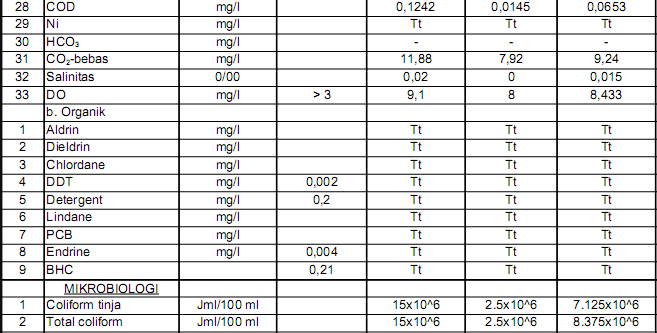 28 COD mg/l 0,1242 0,0145 0,0653
29 Ni mg/l Tt Tt Tt
30 HCO₃ mg/l - - -
31 CO₂-bebas mg/l 11,88 7,92 9,24
32 Salinitas 0/00 0,02 0 0,015
33 DO mg/l > 3 9,1 8 8,433
b. Organik
1 Aldrin mg/l Tt Tt Tt
2 Dieldrin mg/l Tt Tt Tt
3 Chlordane mg/l Tt Tt Tt
4 DDT mg/l 0,002 Tt Tt Tt
5 Detergent mg/l 0,2 Tt Tt Tt
6 Lindane mg/l Tt Tt Tt
7 PCB mg/l Tt Tt Tt
8 Endrine mg/l 0,004 Tt Tt Tt
9 BHC 0,21 Tt Tt Tt
MIKROBIOLOGI
1 Coliform tinja Jml/100 ml 15x10^6 2.5x10^6 7.125x10^6
2 Total coliform Jml/100 ml 15x10^6 2.5x10^6 8.375x10^6